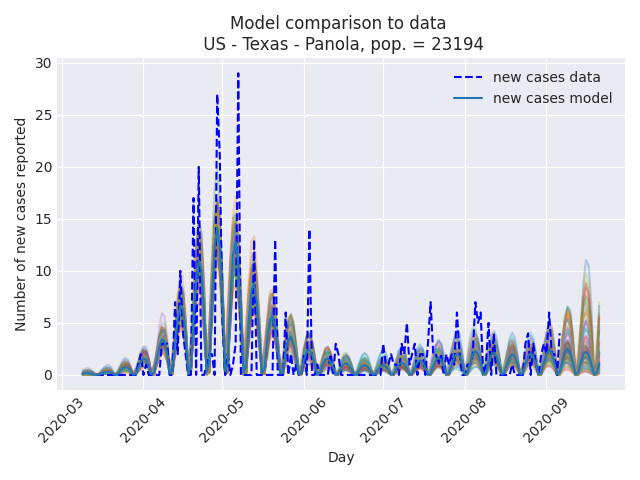 Model comparison to data
US - Texas - Panola, pop. = 23194
Number of new cases reported
30
25
20
15
10
5
0
new cases data
new cases model
2020-03
2020-04
2020-05
2020-06
2020-07
2020-08
2020-09
Day